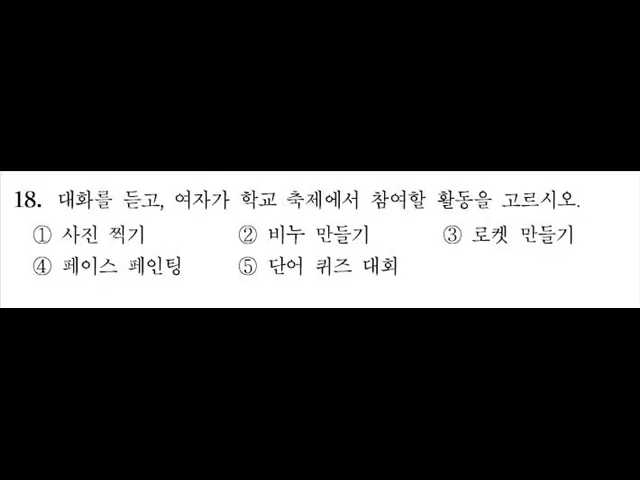 18. 대화를 듣고, 여자가 학교 축제에서 참여할 활동을 고르시오.
① 사진 찍기 ② 비누 만들기 ③ 로켓 만들기
④ 페이스 페인팅 ⑤ 단어 퀴즈 대회